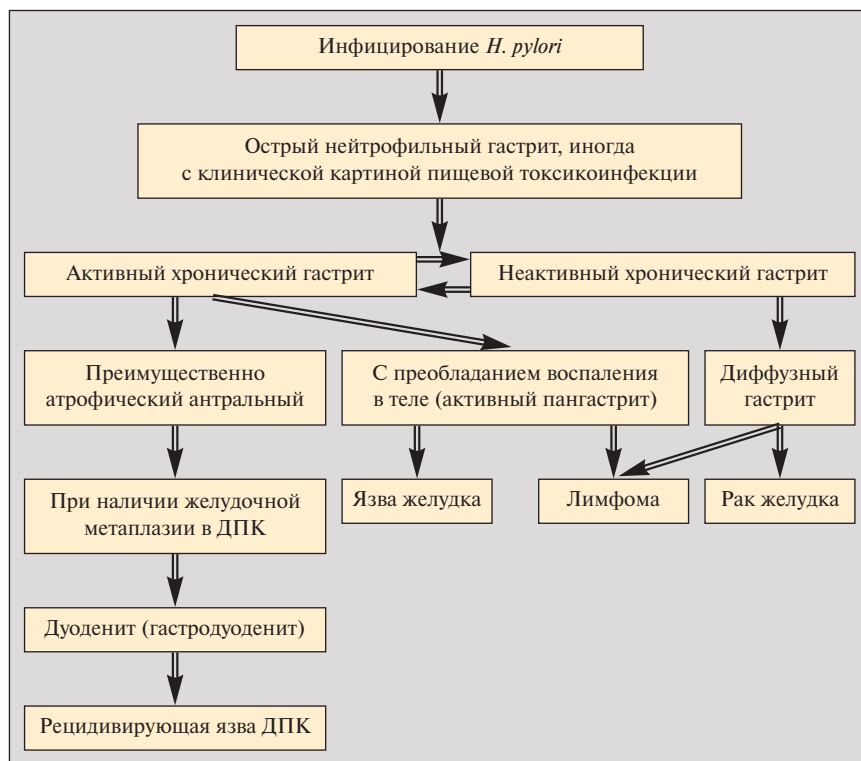 Инфицирование H. pylori
Острый нейтрофильный гастрит, иногда
с клинической картиной пищевой токсикоинфекции
Активный хронический гастрит
Неактивный хронический гастрит
Преимущественно
атрофический антральный
С преобладанием воспаления
в теле (активный пангастрит)
Диффузный
гастрит
При наличии желудочной
метаплазии в ДПК
Язва желудка
Лимфома
Рак желудка
Дуоденит (гастродуоденит)
Рецидивирующая язва ДПК